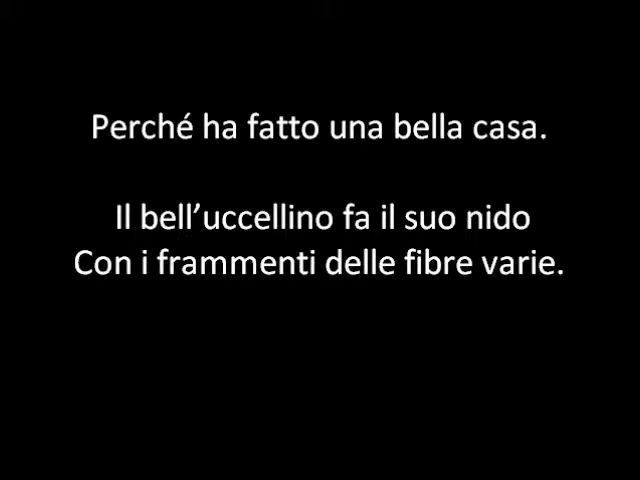 Perché ha fatto una bella casa.
Il bell’uccellino fa il suo nido
Con i frammenti delle fibre varie.